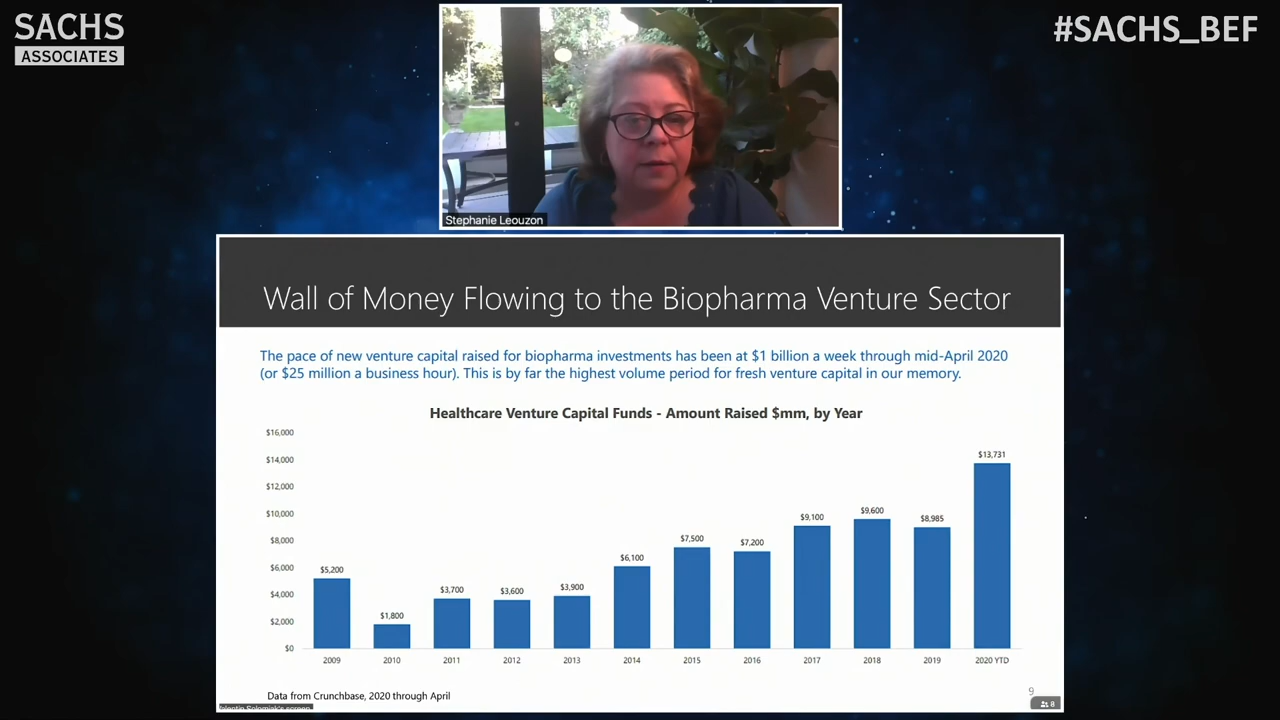 SACHS
ASSOCIATES
#SACHS_BEF
Stephanie Leouzon
Wall of Money Flowing to the Biopharma Venture Sector
The pace of new venture capital raised for biopharma investments has been at $1 billion a week through mid-April 2020
(or $25 million a business hour). This is by far the highest volume period for fresh venture capital in our memory.
Healthcare Venture Capital Funds - Amount Raised $mm, by Year
$16,000
$14,000
$12,000
$10,000
$8,000
$6,000
$4,000
$2,000
$0
$5,200
$1,800
$3,700
$3,600
$3,900
$6,100
$7,500
$7,200
$9,100
$9,600
$8,985
$13,731
2009 2010 2011 2012 2013 2014 2015 2016 2017 2018 2019 2020 YTD
Data from Crunchbase, 2020 through April
9
8